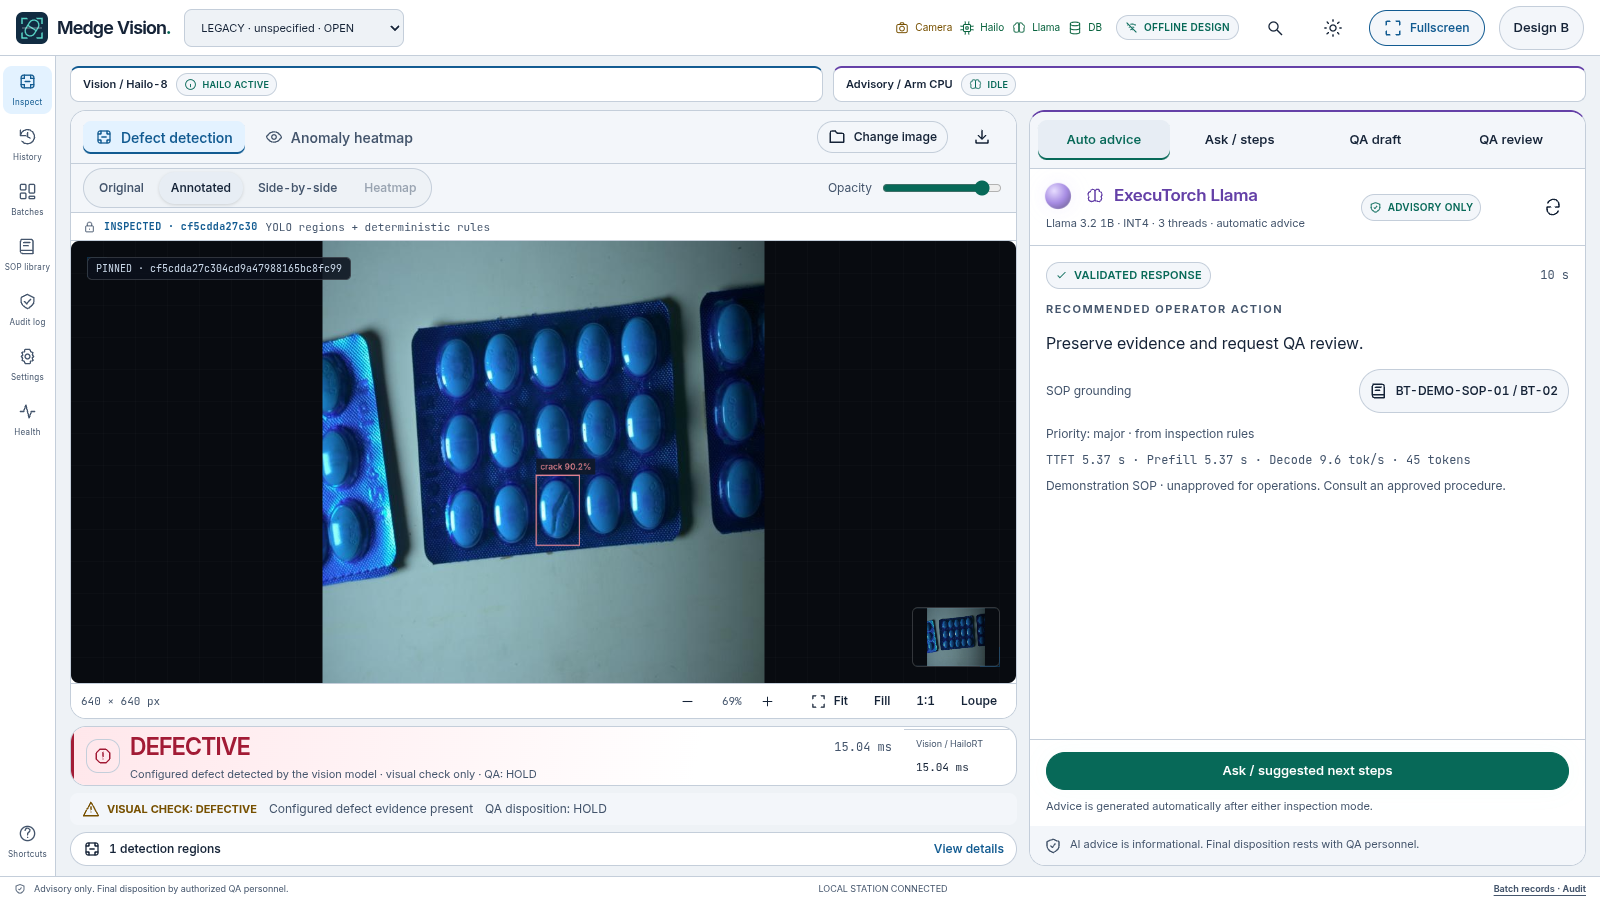 Medge Vision.
LEGACY · unspecified · OPEN
Camera
Hailo
Llama
DB
OFFLINE DESIGN
Fullscreen
Design B
Inspect
History
Batches
SOP library
Audit log
Settings
Health
Shortcuts
Vision / Hailo-8
HAILO ACTIVE
Advisory / Arm CPU
IDLE
Defect detection
Anomaly heatmap
Change image
Original
Annotated
Side-by-side
Heatmap
Opacity
INSPECTED · cf5cdda27c30 YOLO regions + deterministic rules
PINNED · cf5cdda27c304cd9a47988165bc8fc99
crack 90.2%
640 × 640 px
69%
Fit
Fill
1:1
Loupe
DEFECTIVE
Configured defect detected by the vision model · visual check only · QA: HOLD
15.04 ms
Vision / HailoRT
15.04 ms
VISUAL CHECK: DEFECTIVE Configured defect evidence present QA disposition: HOLD
1 detection regions
View details
Auto advice
Ask / steps
QA draft
QA review
ExecuTorch Llama
Llama 3.2 1B · INT4 · 3 threads · automatic advice
ADVISORY ONLY
VALIDATED RESPONSE
10 s
RECOMMENDED OPERATOR ACTION
Preserve evidence and request QA review.
SOP grounding
BT-DEMO-SOP-01 / BT-02
Priority: major · from inspection rules
TTFT 5.37 s · Prefill 5.37 s · Decode 9.6 tok/s · 45 tokens
Demonstration SOP · unapproved for operations. Consult an approved procedure.
Ask / suggested next steps
Advice is generated automatically after either inspection mode.
AI advice is informational. Final disposition rests with QA personnel.
Advisory only. Final disposition by authorized QA personnel.
LOCAL STATION CONNECTED
Batch records · Audit